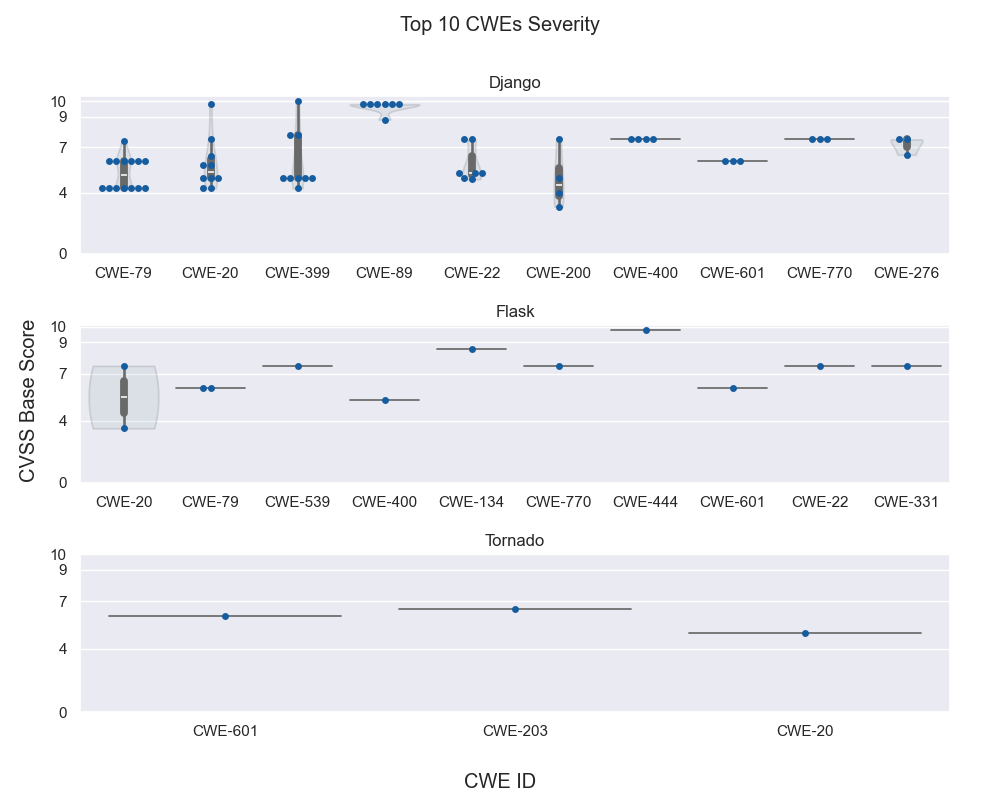 Top 10 CWEs Severity
Django
10
9
7
4
0
CWE-79 CWE-20 CWE-399 CWE-89 CWE-22 CWE-200 CWE-400 CWE-601 CWE-770 CWE-276
CVSS Base Score
Flask
10
9
7
4
0
CWE-20 CWE-79 CWE-539 CWE-400 CWE-134 CWE-770 CWE-444 CWE-601 CWE-22 CWE-331
Tornado
10
9
7
4
0
CWE-601 CWE-203 CWE-20
CWE ID